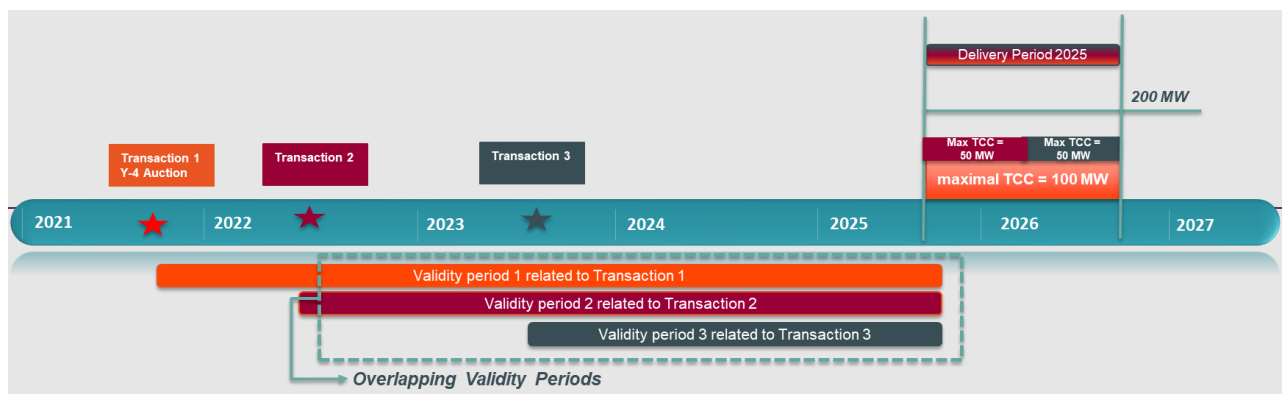 Delivery Period 2025
200 MW
Transaction 1
Y-4 Auction
Transaction 2
Transaction 3
Max TCC =
50 MW
Max TCC =
50 MW
maximal TCC = 100 MW
2021
2022
2023
2024
2025
2026
2027
Validity period 1 related to Transaction 1
Validity period 2 related to Transaction 2
Validity period 3 related to Transaction 3
Overlapping Validity Periods